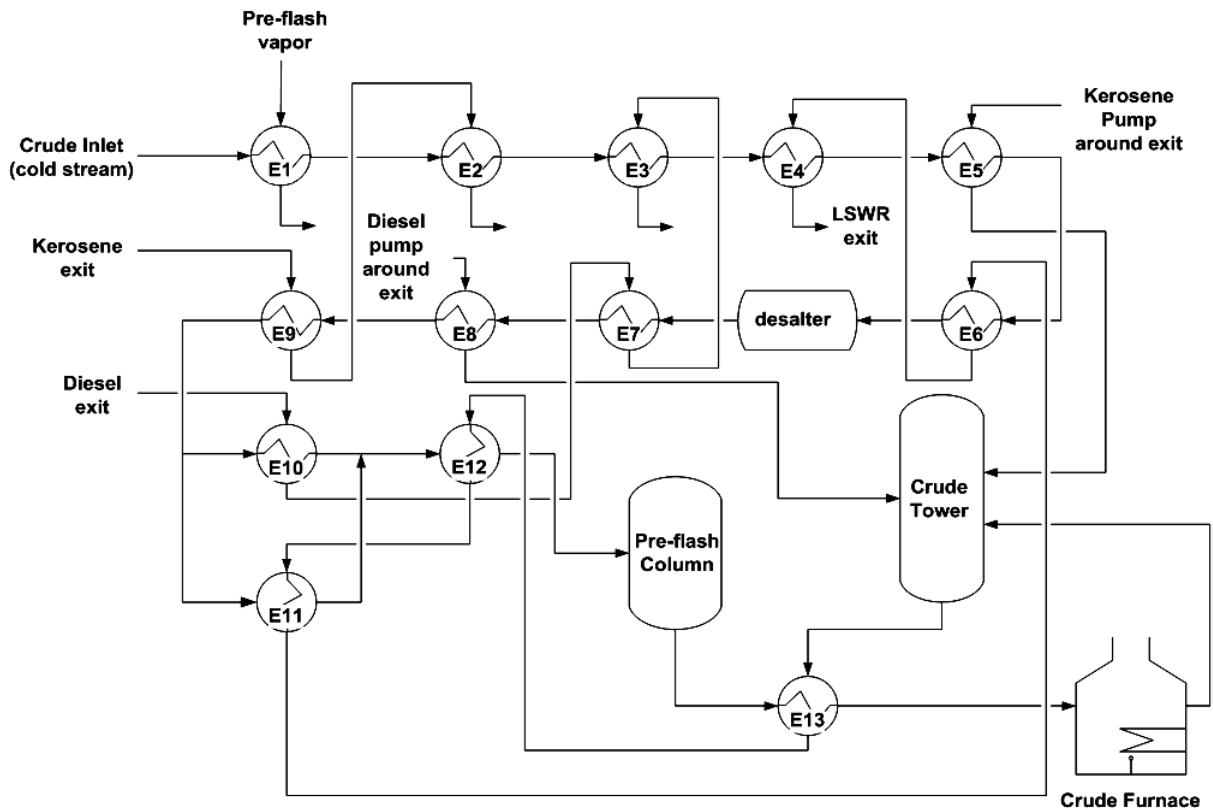 Pre-flash
vapor
Crude Inlet
(cold stream)
E1
E2
E3
E4
E5
Kerosene
Pump
around exit
LSWR
exit
Kerosene
exit
Diesel
pump
around
exit
E9
E8
E7
desalter
E6
Diesel
exit
E10
E12
Pre-flash
Column
Crude
Tower
E11
E13
Crude Furnace